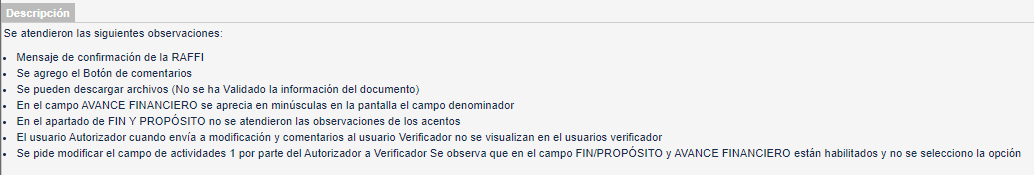 Descripción
Se atendieron las siguientes observaciones:
• Mensaje de confirmación de la RAFFI
• Se agrego el Botón de comentarios
• Se pueden descargar archivos (No se ha Validado la información del documento)
• En el campo AVANCE FINANCIERO se aprecia en minúsculas en la pantalla el campo denominador
• En el apartado de FIN Y PROPÓSITO no se atendieron las observaciones de los acentos
• El usuario Autorizador cuando envía a modificación y comentarios al usuario Verificador no se visualizan en el usuarios verificador
• Se pide modificar el campo de actividades 1 por parte del Autorizador a Verificador Se observa que en el campo FIN/PROPÓSITO y AVANCE FINANCIERO están habilitados y no se selecciono la opción